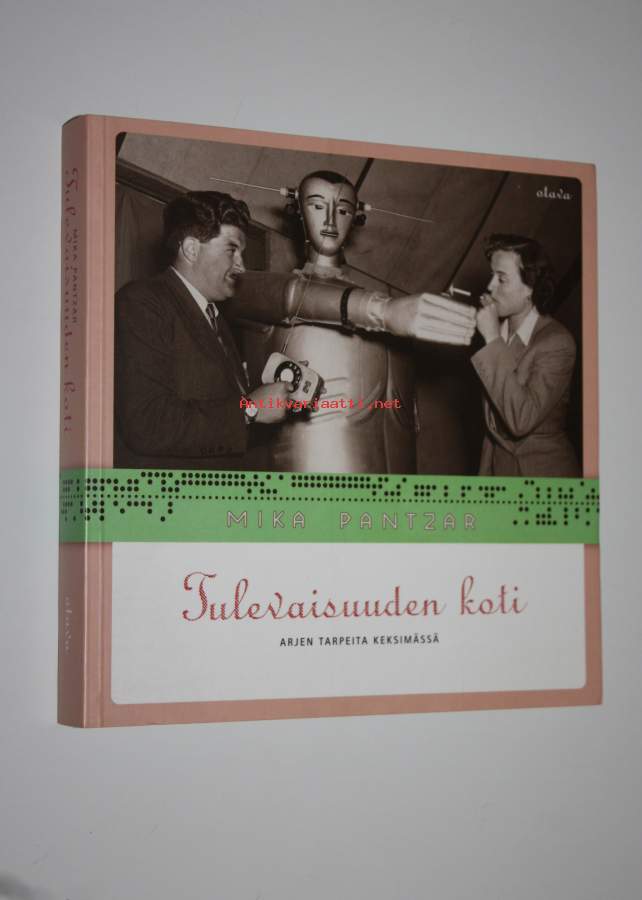 otava
Antikvariaatti.net
MIKA PANTZAR
Tulevaisuuden koti
ARJEN TARPEITA KEKSIMÄSSÄ
MIKA PANTZAR
Tulevaisuuden koti
otava